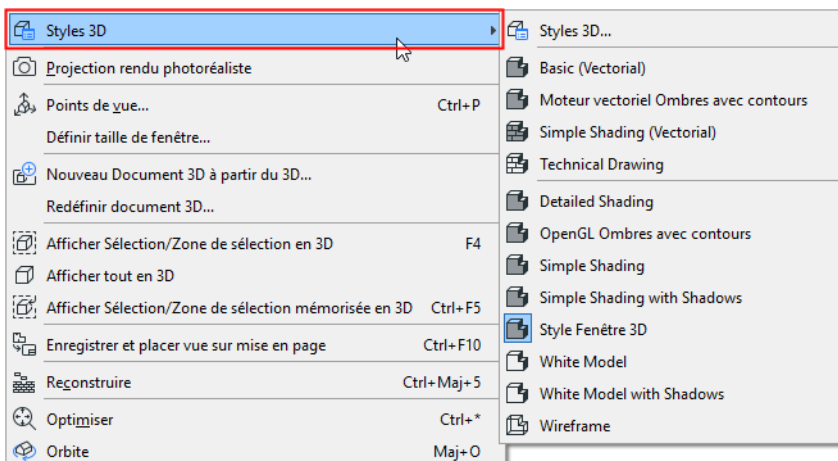 Styles 3D
Projection rendu photoréaliste
Points de vue... Ctrl+P
Définir taille de fenêtre...
Nouveau Document 3D à partir du 3D...
Redéfinir document 3D...
Afficher Sélection/Zone de sélection en 3D F4
Afficher tout en 3D
Afficher Sélection/Zone de sélection mémorisée en 3D Ctrl+F5
Enregistrer et placer vue sur mise en page Ctrl+F10
Reconstruire Ctrl+Maj+5
Optimiser Ctrl+*
Orbite Maj+O
Styles 3D...
Basic (Vectorial)
Moteur vectoriel Ombres avec contours
Simple Shading (Vectorial)
Technical Drawing
Detailed Shading
OpenGL Ombres avec contours
Simple Shading
Simple Shading with Shadows
Style Fenêtre 3D
White Model
White Model with Shadows
Wireframe